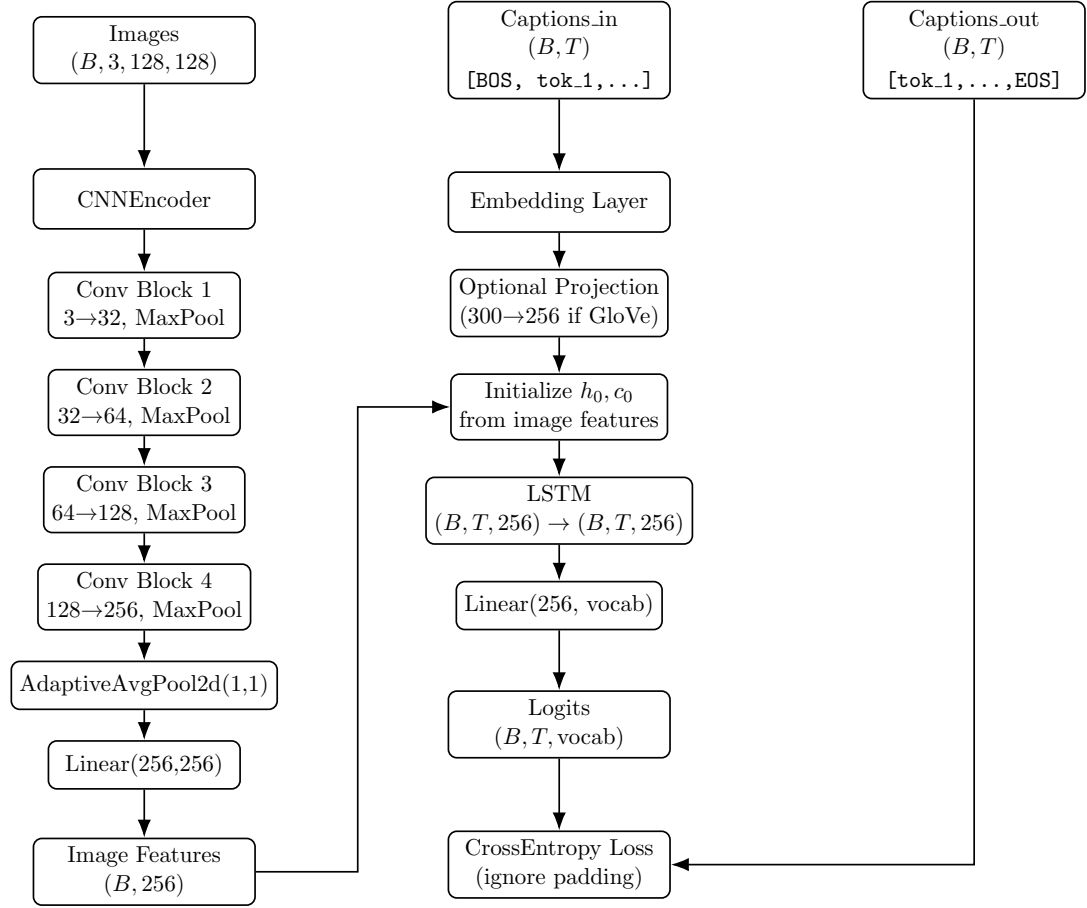 Images
(B, 3, 128, 128)
CNNEncoder
Conv Block 1
3→32, MaxPool
Conv Block 2
32→64, MaxPool
Conv Block 3
64→128, MaxPool
Conv Block 4
128→256, MaxPool
AdaptiveAvgPool2d(1,1)
Linear(256,256)
Image Features
(B, 256)
Captions_in
(B, T)
[BOS, tok_1,...]
Embedding Layer
Optional Projection
(300→256 if GloVe)
Initialize h₀, c₀
from image features
LSTM
(B, T, 256) → (B, T, 256)
Linear(256, vocab)
Logits
(B, T, vocab)
CrossEntropy Loss
(ignore padding)
Captions_out
(B, T)
[tok_1,...,EOS]